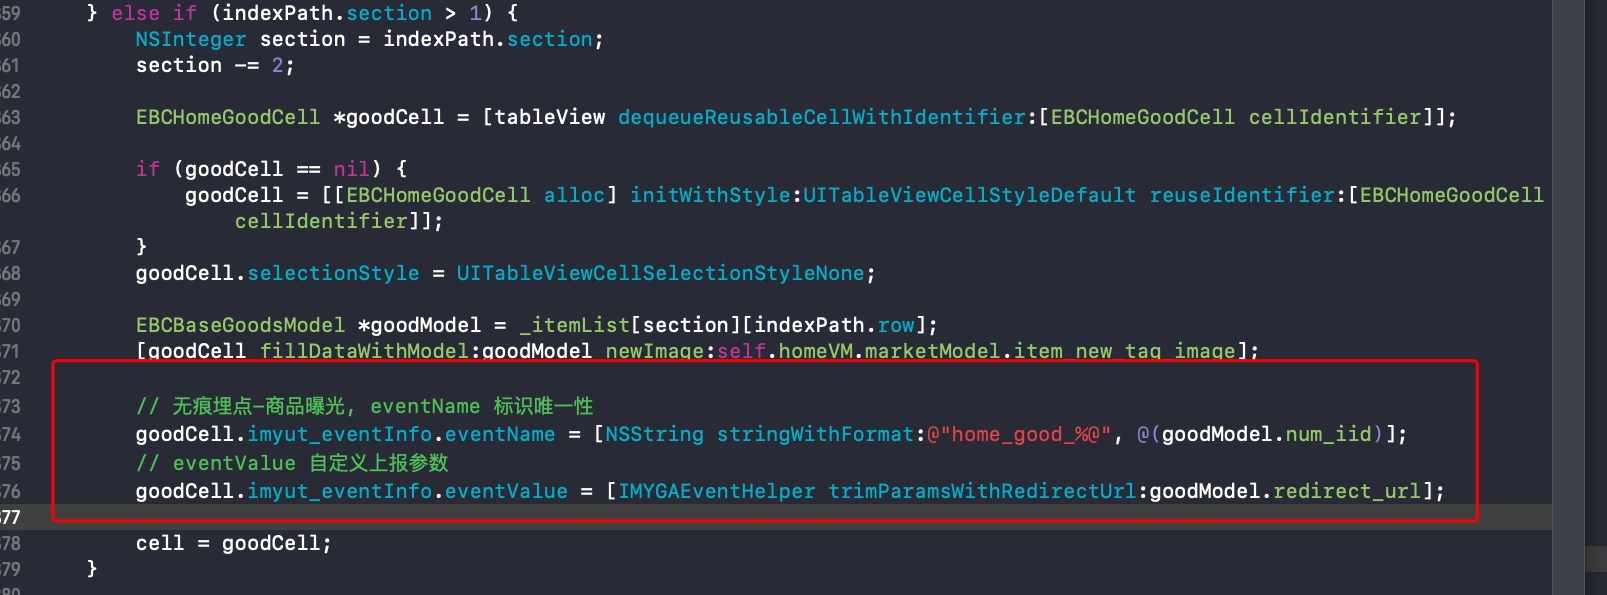 59 } else if (indexPath.section > 1) {
60 NSInteger section = indexPath.section;
61 section -= 2;
62
63 EBCHomeGoodCell *goodCell = [tableView dequeueReusableCellWithIdentifier:[EBCHomeGoodCell cellIdentifier]];
64
65 if (goodCell == nil) {
66 goodCell = [[EBCHomeGoodCell alloc] initWithStyle:UITableViewCellStyleDefault reuseIdentifier:[EBCHomeGoodCell
cellIdentifier]];
67 }
68 goodCell.selectionStyle = UITableViewCellSelectionStyleNone;
69
70 EBCBaseGoodsModel *goodModel = _itemList[section][indexPath.row];
71 [goodCell fillDataWithModel:goodModel newImage:self.homeVM.marketModel.item_new_tag_image];
72
73 // 无痕埋点-商品曝光, eventName 标识唯一性
74 goodCell.imyut_eventInfo.eventName = [NSString stringWithFormat:@"home_good_%@", @(goodModel.num_iid)];
75 // eventValue 自定义上报参数
76 goodCell.imyut_eventInfo.eventValue = [IMYGAEventHelper trimParamsWithRedirectUrl:goodModel.redirect_url];
77
78 cell = goodCell;
79 }
80